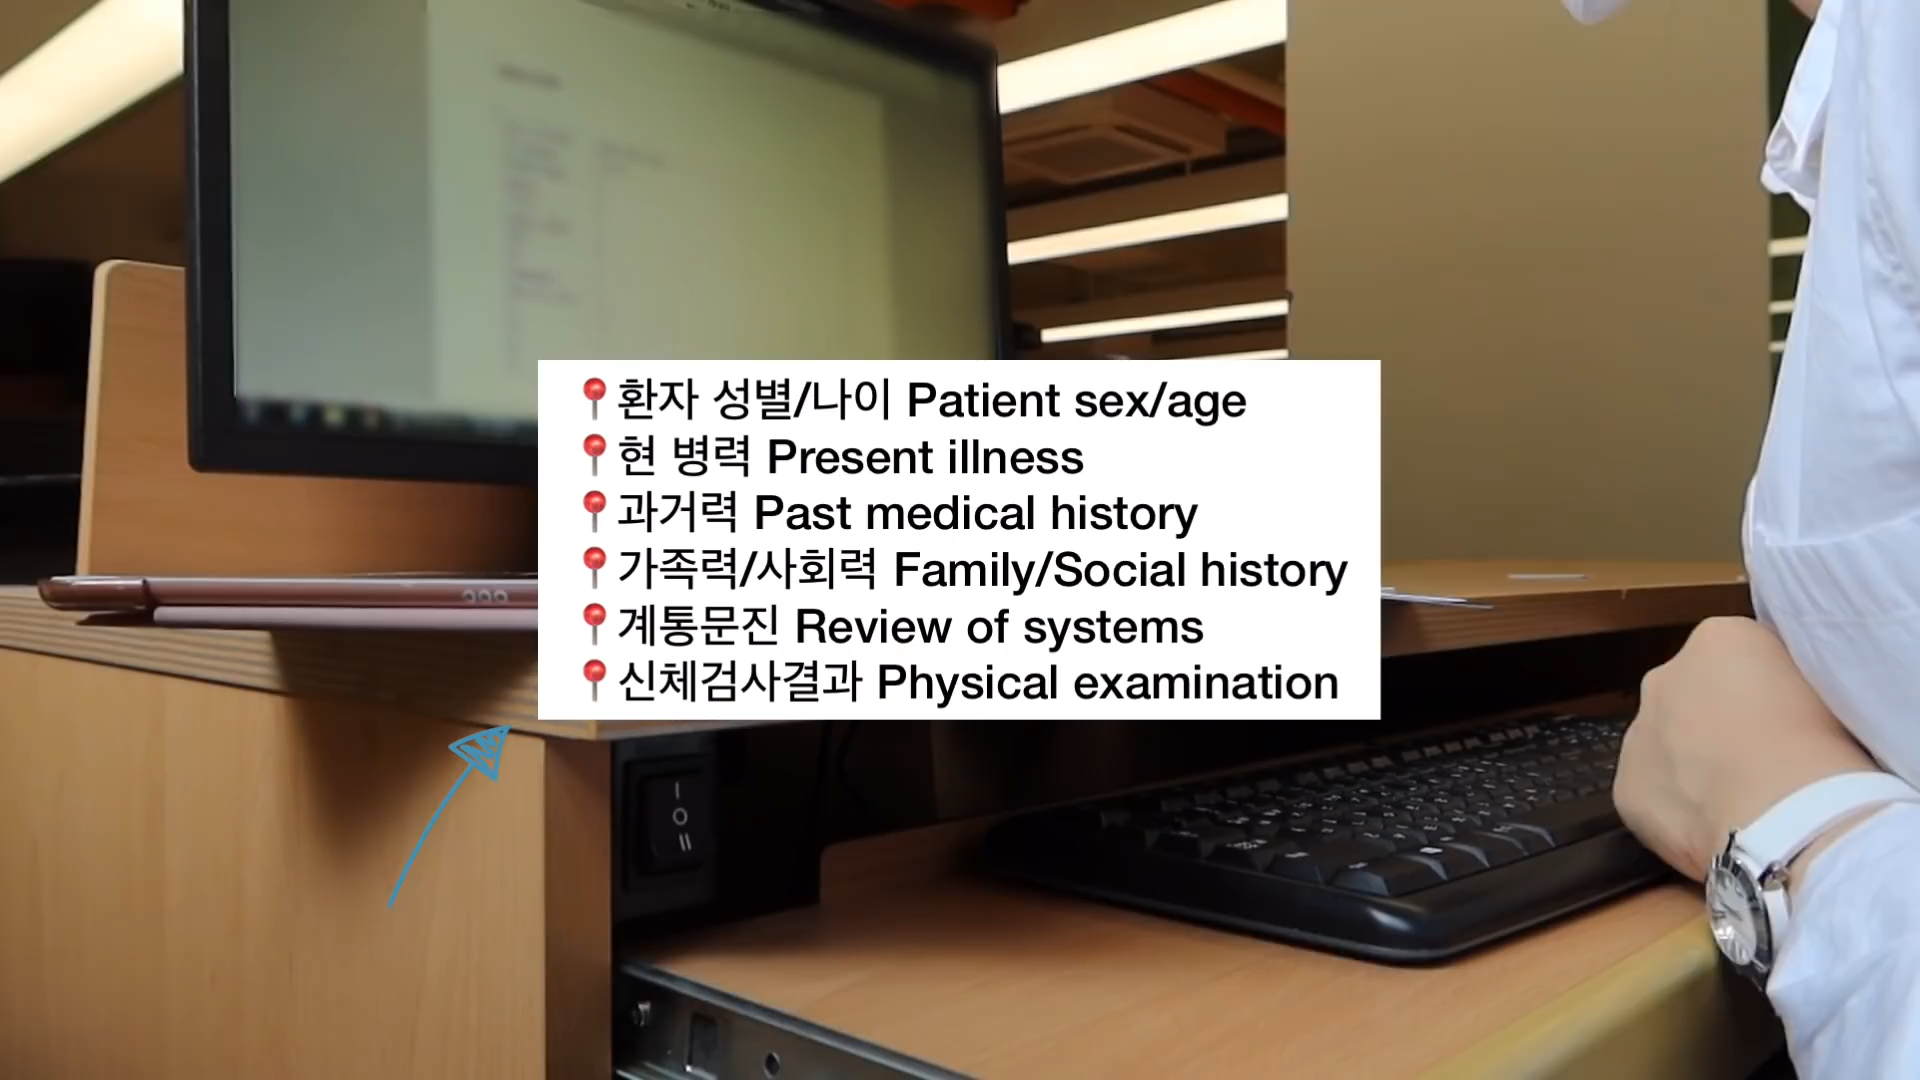 📍환자 성별/나이 Patient sex/age
📍현 병력 Present illness
📍과거력 Past medical history
📍가족력/사회력 Family/Social history
📍계통문진 Review of systems
📍신체검사결과 Physical examination